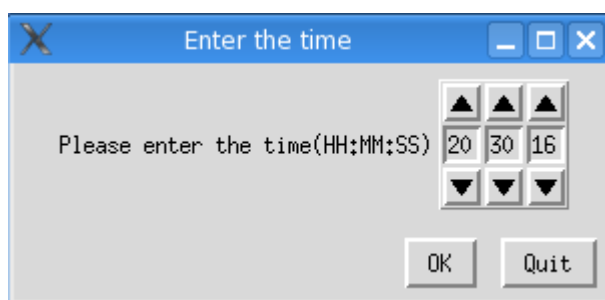 Enter the time
Please enter the time(HH:MM:SS) 20 30 16
OK Quit